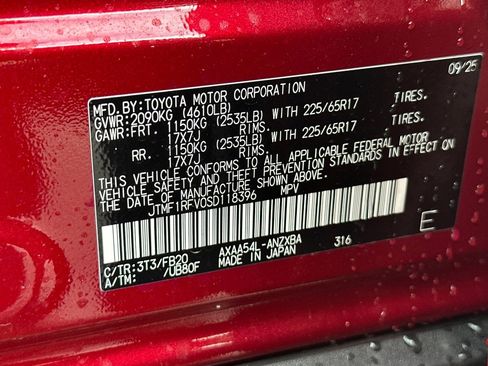 09/25
MFD.BY:TOYOTA MOTOR CORPORATION
GVWR:2090KG (4610LB)
GAWR:FRT. 1150KG (2535LB) WITH 225/65R17 TIRES.
17X7J RIMS.
RR. 1150KG (2535LB) WITH 225/65R17 TIRES.
17X7J RIMS.
THIS VEHICLE CONFORMS TO ALL APPLICABLE FEDERAL MOTOR
VEHICLE SAFETY STANDARDS IN EFFECT ON THE
DATE OF MANUFACTURE SHOWN ABOVE.
JTMF1RFV0SD118396 MPV
E
C/TR:3T3/FB20 AXAA54L-ANZXBA 316
A/TM: /UB80F MADE IN JAPAN